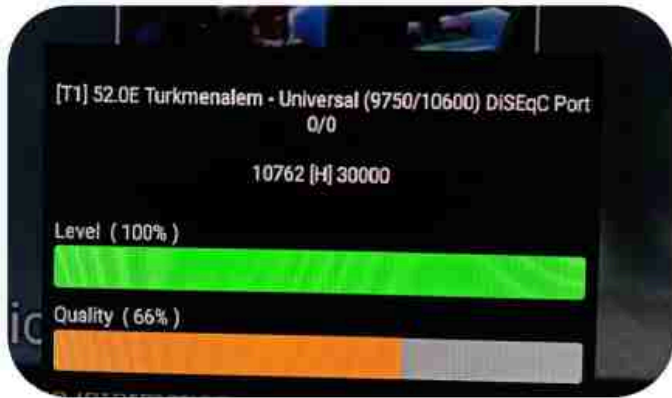 [T1] 52.0E Turkmenalem - Universal (9750/10600) DiSEqC Port
0/0
10762 [H] 30000
Level ( 100% )
Quality ( 66% )